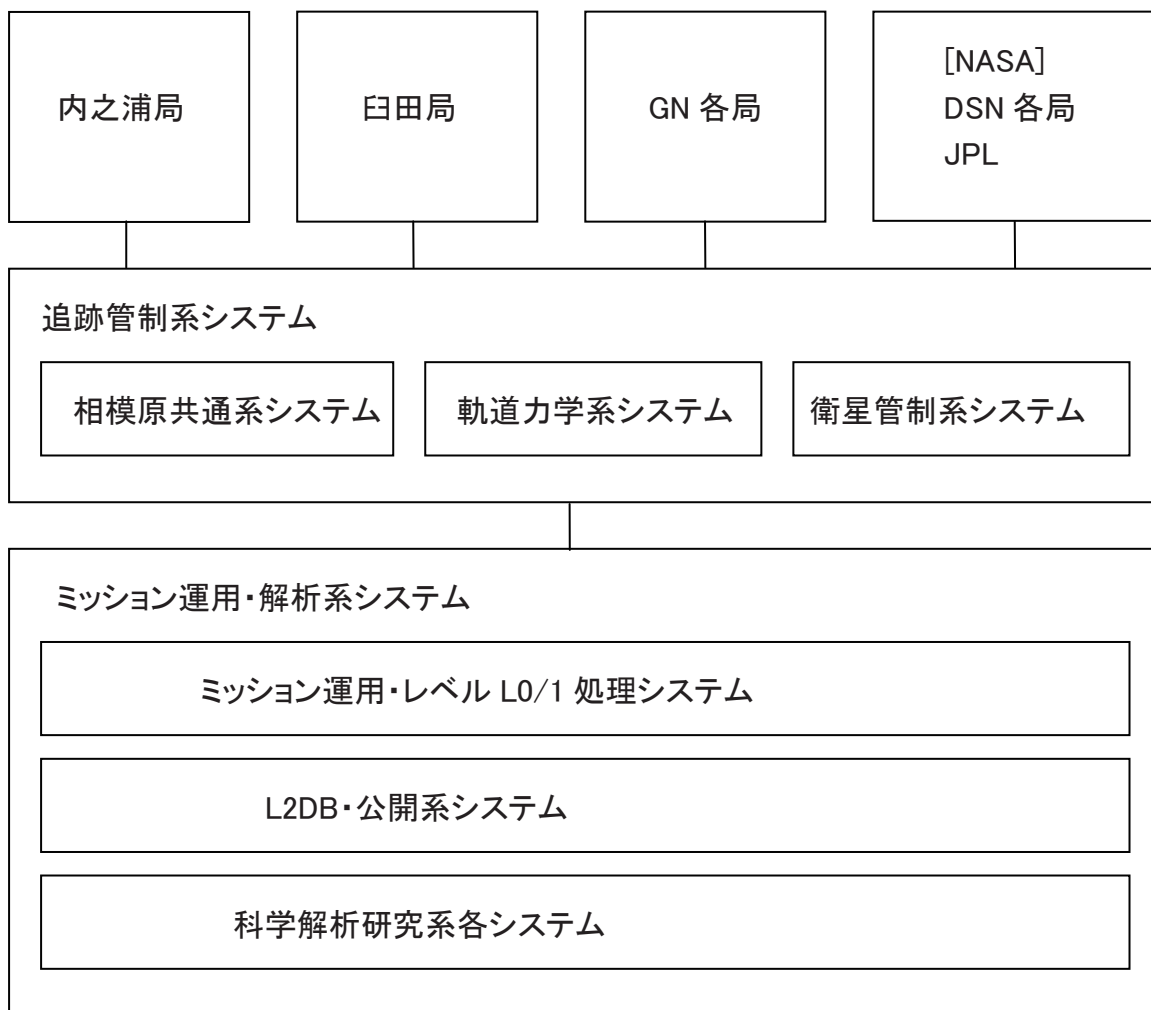 内之浦局
臼田局
GN 各局
[NASA]
DSN 各局
JPL
追跡管制系システム
相模原共通系システム
軌道力学系システム
衛星管制系システム
ミッション運用・解析系システム
ミッション運用・レベル L0/1 処理システム
L2DB・公開系システム
科学解析研究系各システム